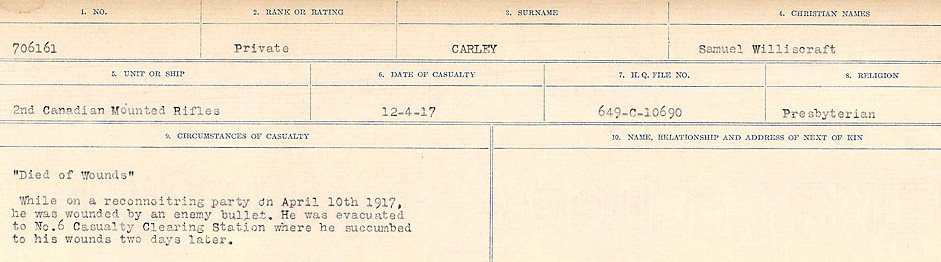 1. NO. 2. RANK OR RATING 3. SURNAME 4. CHRISTIAN NAMES
706161 Private CARLEY Samuel Williscraft
5. UNIT OR SHIP 6. DATE OF CASUALTY 7. H.Q. FILE NO. 8. RELIGION
2nd Canadian Mounted Rifles 12-4-17 649-C-10690 Presbyterian
9. CIRCUMSTANCES OF CASUALTY 10. NAME, RELATIONSHIP AND ADDRESS OF NEXT OF KIN
"Died of Wounds"
While on a reconnoitring party on April 10th 1917,
he was wounded by an enemy bullet. He was evacuated
to No.6 Casualty Clearing Station where he succumbed
to his wounds two days later.